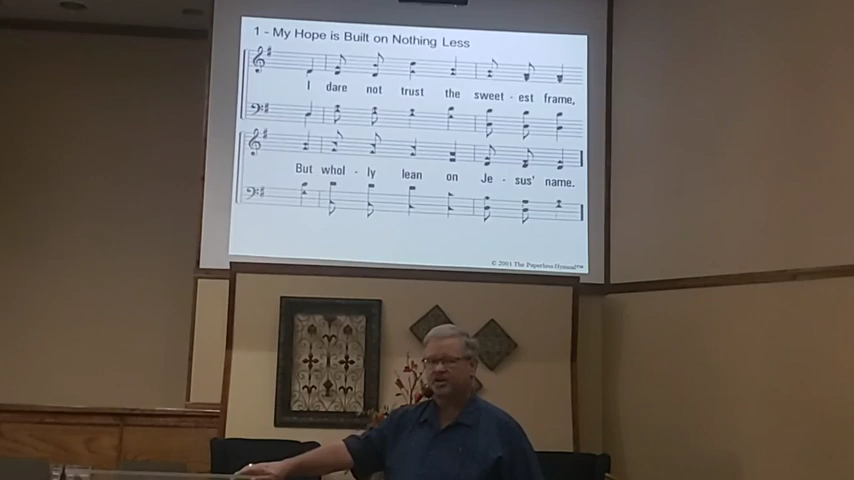 1 - My Hope is Built on Nothing Less
I dare not trust the sweet - est frame,
But whol - ly lean on Je - sus' name.
© 2001 The Paperless Hymnal™